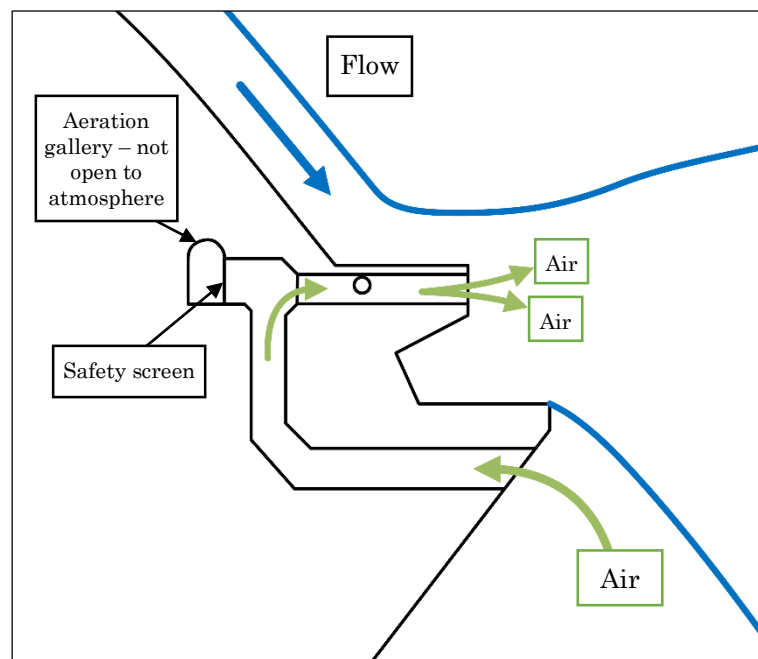 Flow
Aeration
gallery – not
open to
atmosphere
Air
Air
Safety screen
Air